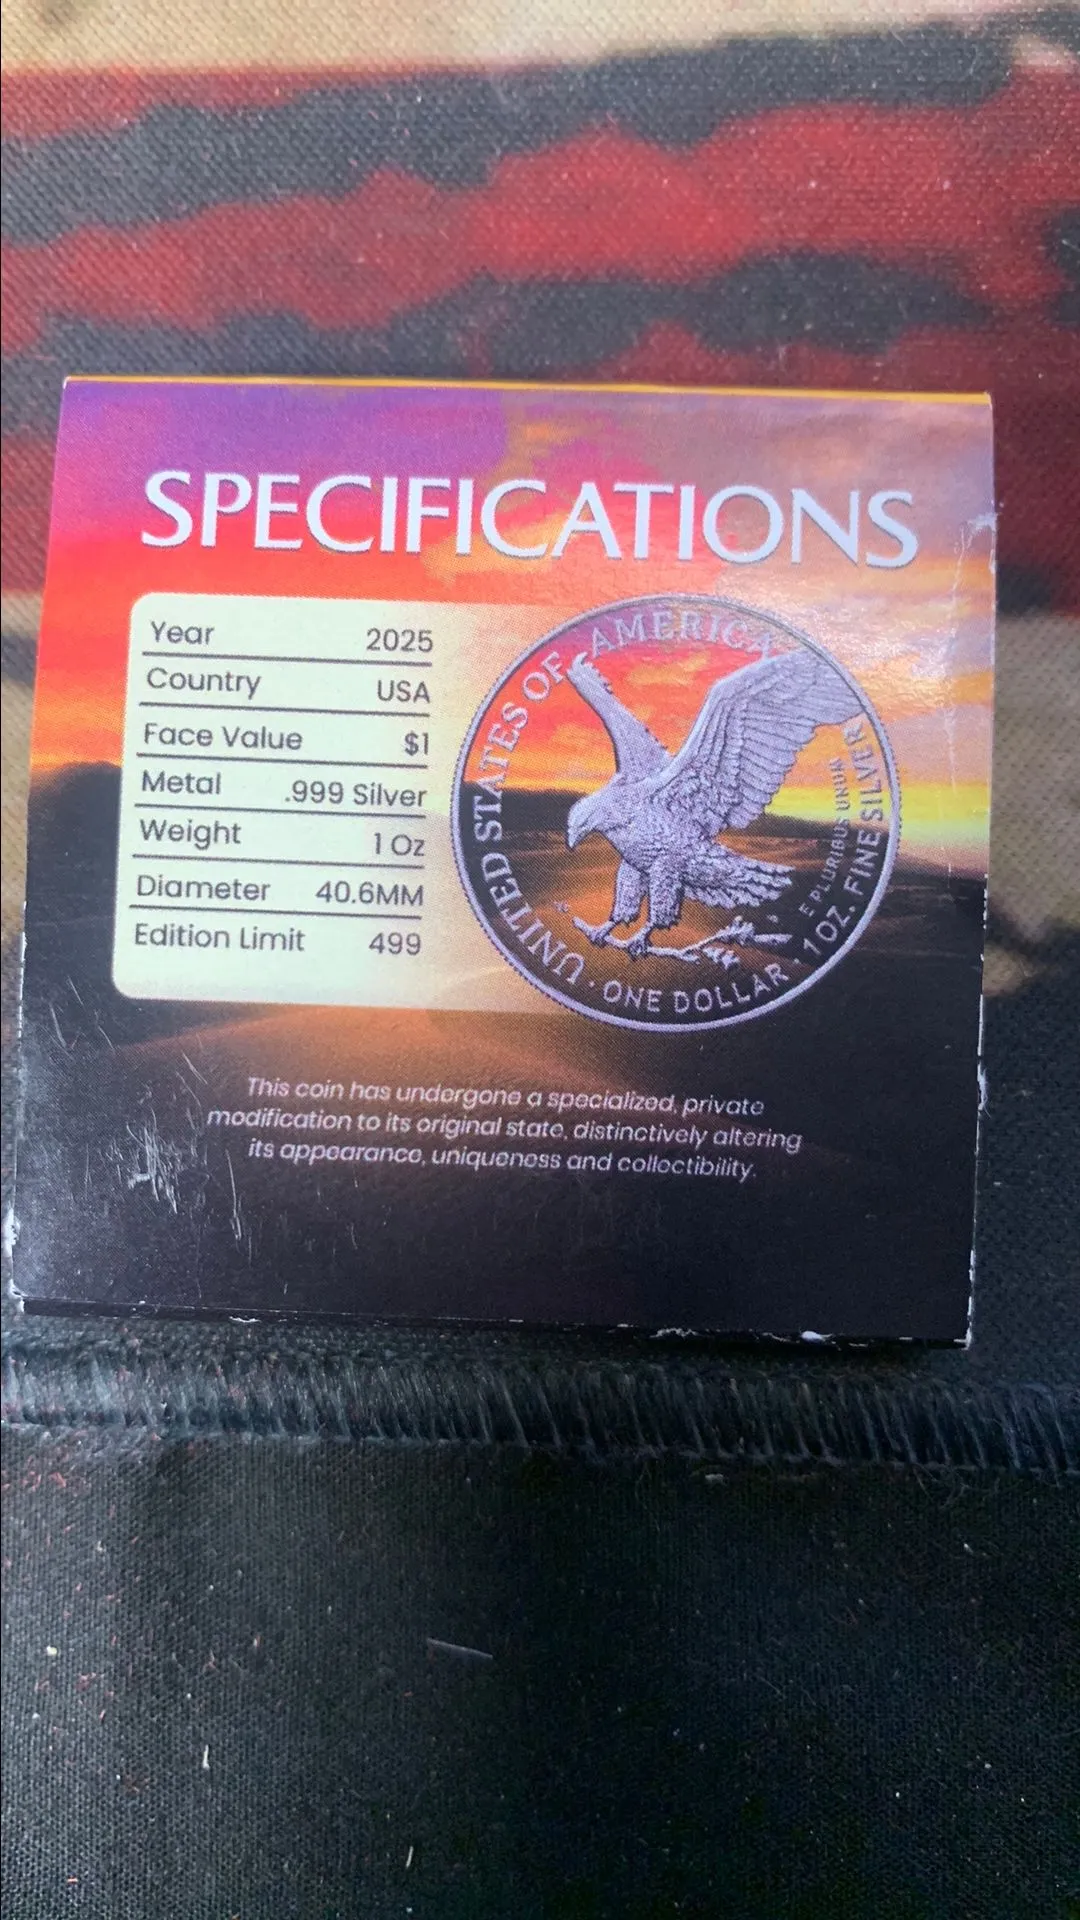 SPECIFICATIONS
Year 2025
Country USA
Face Value $1
Metal .999 Silver
Weight 1 Oz
Diameter 40.6MM
Edition Limit 499
UNITED STATES OF AMERICA
E PLURIBUS UNUM
1 OZ. FINE SILVER
· ONE DOLLAR ·
This coin has undergone a specialized, private
modification to its original state, distinctively altering
its appearance, uniqueness and collectibility.